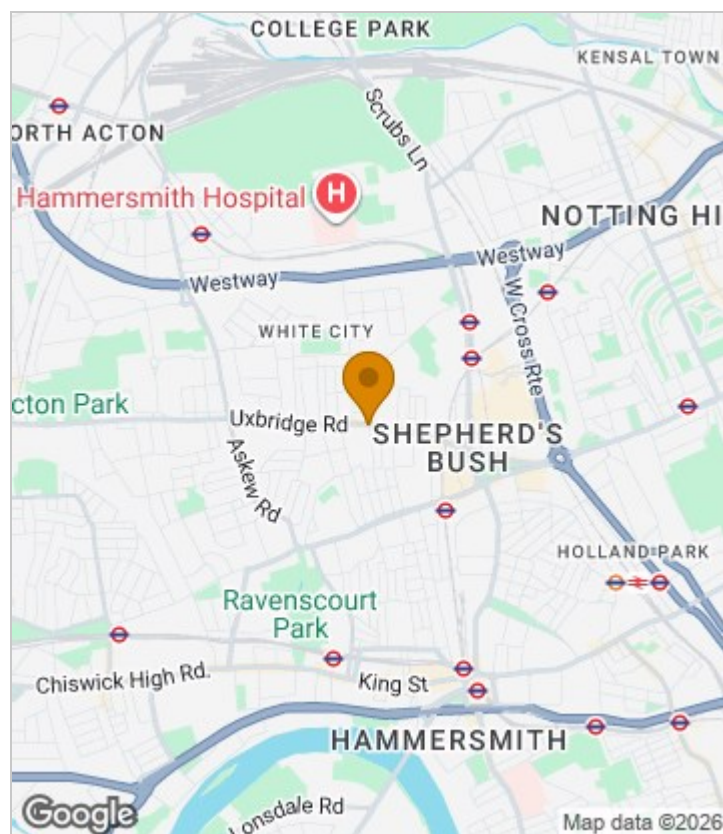 COLLEGE PARK
KENSAL TOWN
ORTH ACTON
Scrubs Ln
Hammersmith Hospital
H
NOTTING HI
Westway
Westway
W Cross Rte
WHITE CITY
cton Park
Uxbridge Rd
SHEPHERD'S
BUSH
Askew Rd
HOLLAND PARK
Ravenscourt
Park
Chiswick High Rd.
King St
HAMMERSMITH
Lonsdale Rd
Google
Map data ©2026